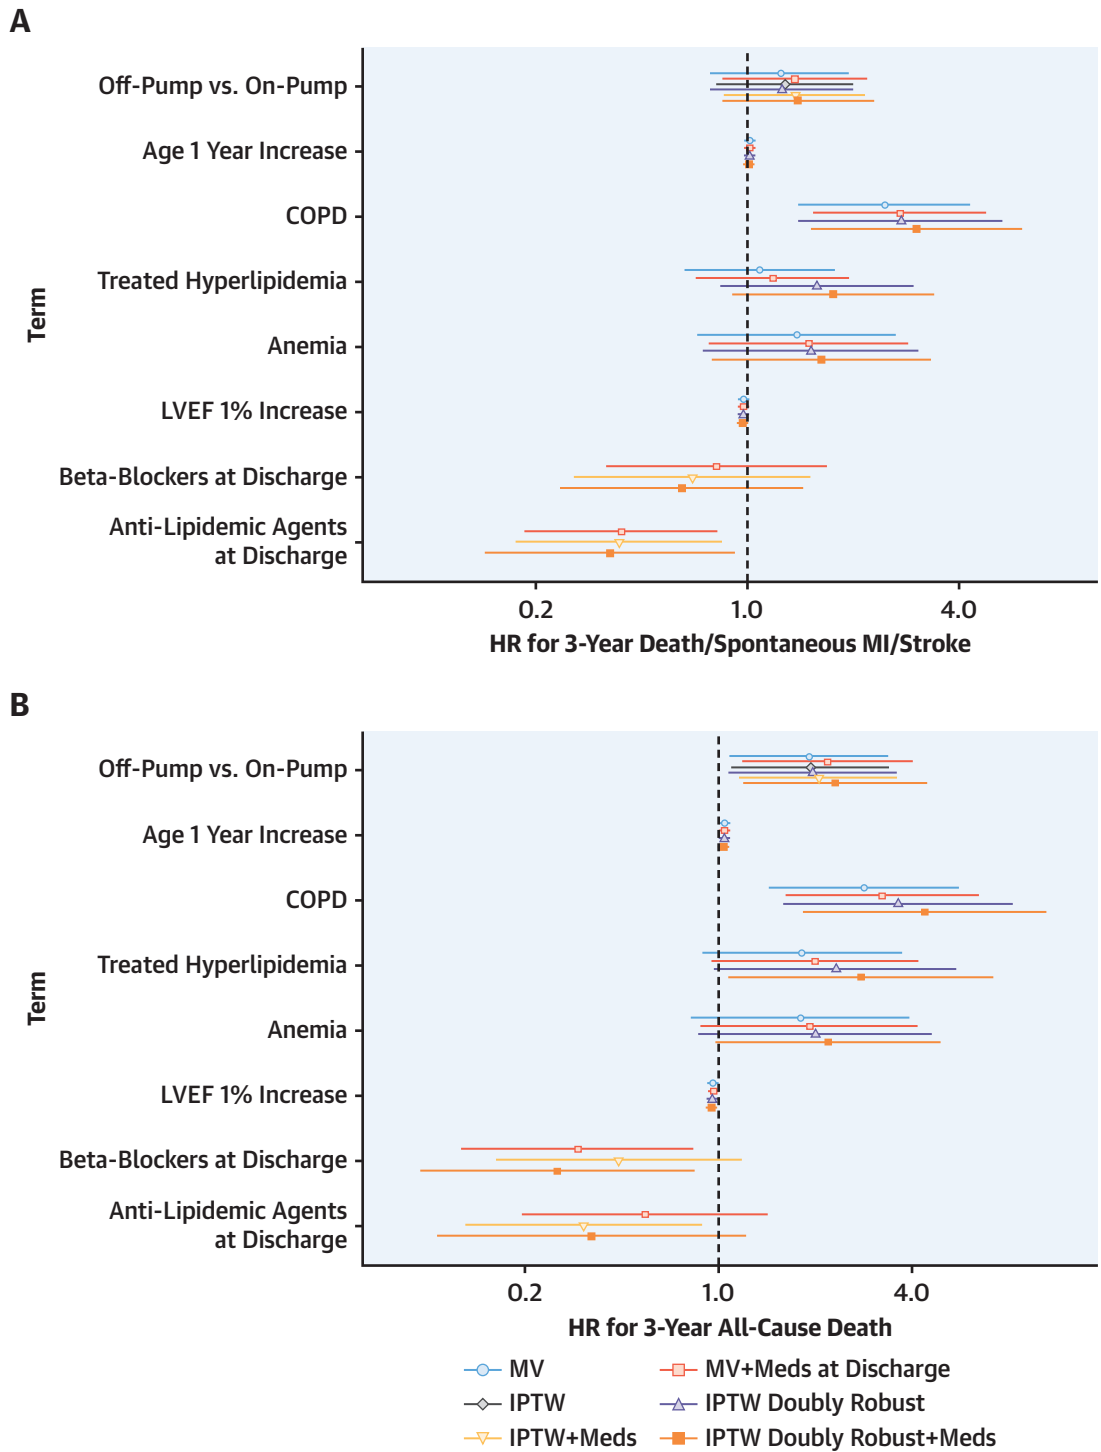 A
Off-Pump vs. On-Pump
Age 1 Year Increase
COPD
Treated Hyperlipidemia
Anemia
LVEF 1% Increase
Beta-Blockers at Discharge
Anti-Lipidemic Agents
at Discharge
Term
0.2 1.0 4.0
HR for 3-Year Death/Spontaneous MI/Stroke
B
Off-Pump vs. On-Pump
Age 1 Year Increase
COPD
Treated Hyperlipidemia
Anemia
LVEF 1% Increase
Beta-Blockers at Discharge
Anti-Lipidemic Agents
at Discharge
Term
0.2 1.0 4.0
HR for 3-Year All-Cause Death
MV MV+Meds at Discharge
IPTW IPTW Doubly Robust
IPTW+Meds IPTW Doubly Robust+Meds